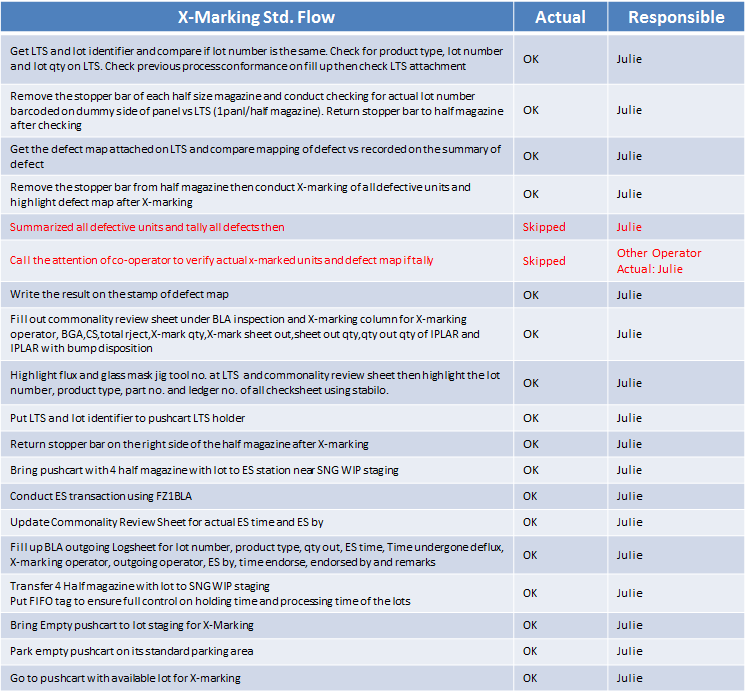 X-Marking Std. Flow Actual Responsible
Get LTS and lot identifier and compare if lot number is the same. Check for product type, lot number
and lot qty on LTS. Check previous process conformance on fill up then check LTS attachment
OK
Julie
Remove the stopper bar of each half size magazine and conduct checking for actual lot number
barcoded on dummy side of panel vs LTS (1panl/half magazine). Return stopper bar to half magazine
after checking
OK
Julie
Get the defect map attached on LTS and compare mapping of defect vs recorded on the summary of
defect
OK
Julie
Remove the stopper bar from half magazine then conduct X-marking of all defective units and
highlight defect map after X-marking
OK
Julie
Summarized all defective units and tally all defects then
Skipped
Julie
Call the attention of co-operator to verify actual x-marked units and defect map if tally
Skipped
Other Operator
Actual: Julie
Write the result on the stamp of defect map
OK
Julie
Fill out commonality review sheet under BLA inspection and X-marking column for X-marking
operator, BGA,CS,total rject,X-mark qty,X-mark sheet out,sheet out qty,qty out qty of IPLAR and
IPLAR with bump disposition
OK
Julie
Highlight flux and glass mask jig tool no. at LTS and commonality review sheet then highlight the lot
number, product type, part no. and ledger no. of all checksheet using stabilo.
OK
Julie
Put LTS and lot identifier to pushcart LTS holder
OK
Julie
Return stopper bar on the right side of the half magazine after X-marking
OK
Julie
Bring pushcart with 4 half magazine with lot to ES station near SNG WIP staging
OK
Julie
Conduct ES transaction using FZ1BLA
OK
Julie
Update Commonality Review Sheet for actual ES time and ES by
OK
Julie
Fill up BLA outgoing Logsheet for lot number, product type, qty out, ES time, Time undergone deflux,
X-marking operator, outgoing operator, ES by, time endorse, endorsed by and remarks
OK
Julie
Transfer 4 Half magazine with lot to SNG WIP staging
Put FIFO tag to ensure full control on holding time and processing time of the lots
OK
Julie
Bring Empty pushcart to lot staging for X-Marking
OK
Julie
Park empty pushcart on its standard parking area
OK
Julie
Go to pushcart with available lot for X-marking
OK
Julie